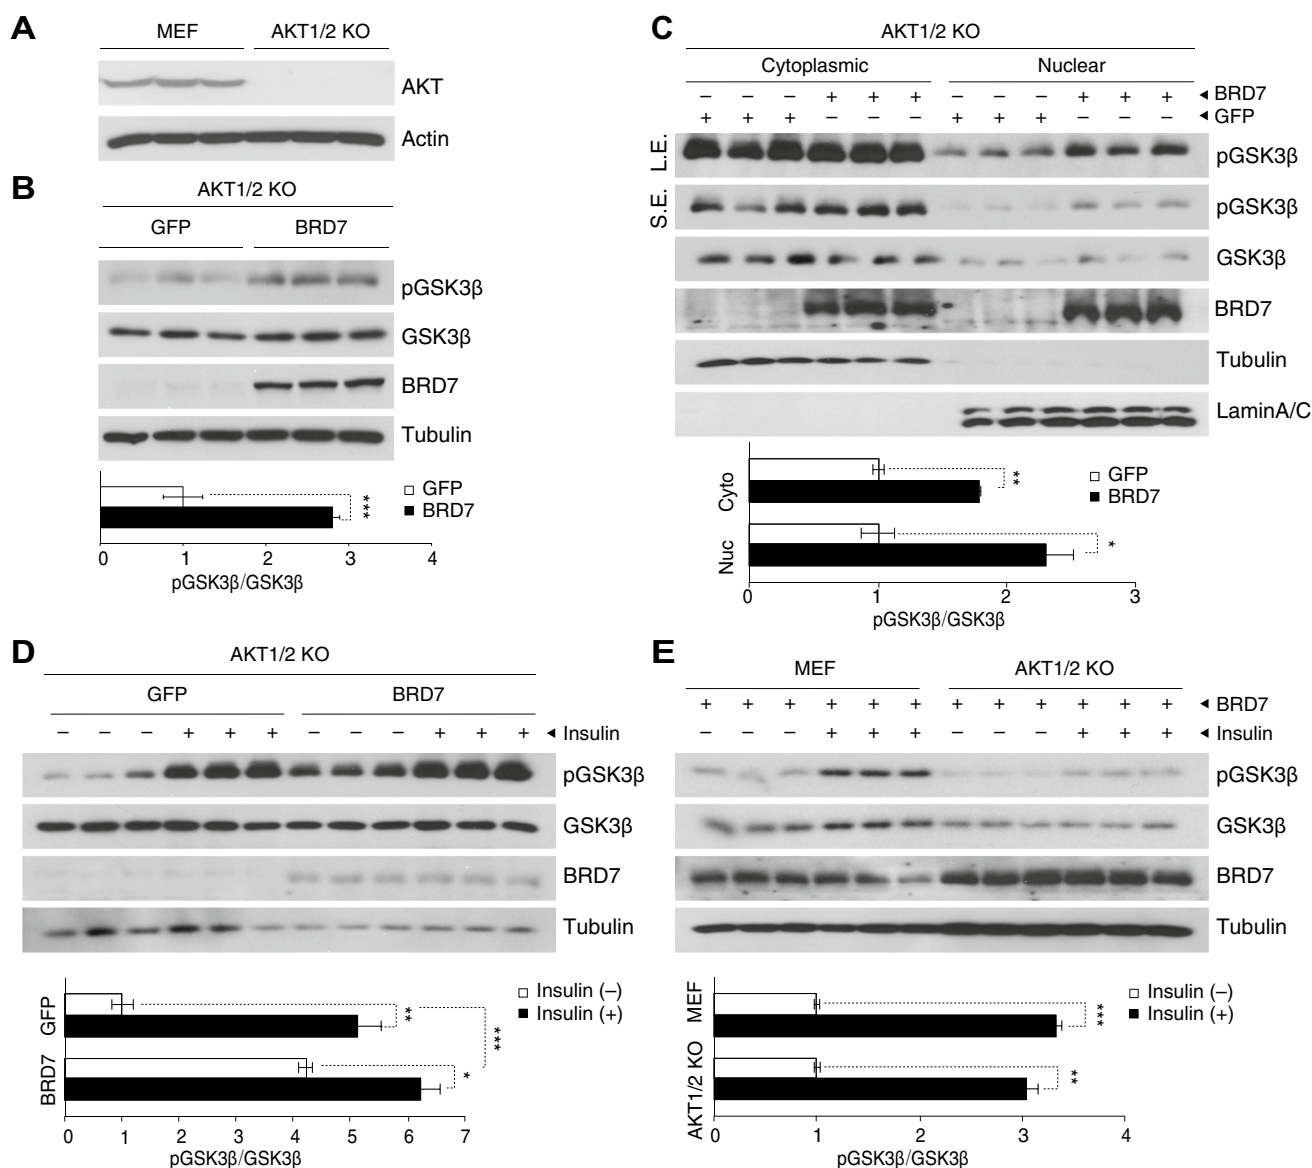 A
MEF AKT1/2 KO
AKT
Actin
B
AKT1/2 KO
GFP BRD7
pGSK3β
GSK3β
BRD7
Tubulin
***
GFP
BRD7
0 1 2 3 4
pGSK3β/GSK3β
C
AKT1/2 KO
Cytoplasmic Nuclear
– – – + + + – – – + + + ◄ BRD7
+ + + – – – + + + – – – ◄ GFP
L.E. pGSK3β
S.E. pGSK3β
GSK3β
BRD7
Tubulin
LaminA/C
Cyto **
Nuc *
GFP
BRD7
0 1 2 3
pGSK3β/GSK3β
D
AKT1/2 KO
GFP BRD7
– – – + + + – – – + + + ◄ Insulin
pGSK3β
GSK3β
BRD7
Tubulin
GFP ** ***
BRD7 *
Insulin (–)
Insulin (+)
0 1 2 3 4 5 6 7
pGSK3β/GSK3β
E
MEF AKT1/2 KO
+ + + + + + + + + + + + ◄ BRD7
– – – + + + – – – + + + ◄ Insulin
pGSK3β
GSK3β
BRD7
Tubulin
MEF ***
AKT1/2 KO **
Insulin (–)
Insulin (+)
0 1 2 3 4
pGSK3β/GSK3β